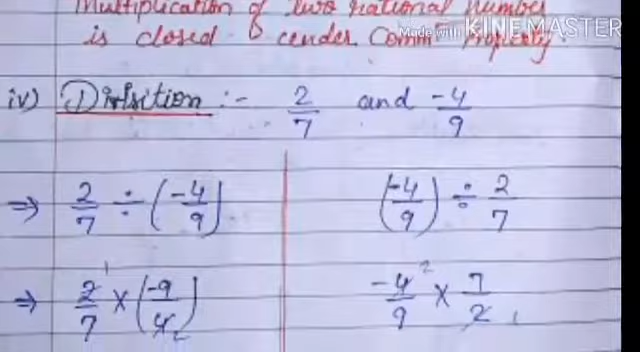 Multiplication of two rational number
is closed & under Comm^n Property.
Made with KINEMASTER
iv) Division :- 2/7 and -4/9
⇒ 2/7 ÷ (-4/9) (-4/9) ÷ 2/7
⇒ 2/7 × (-9/4) -4/9 × 7/2